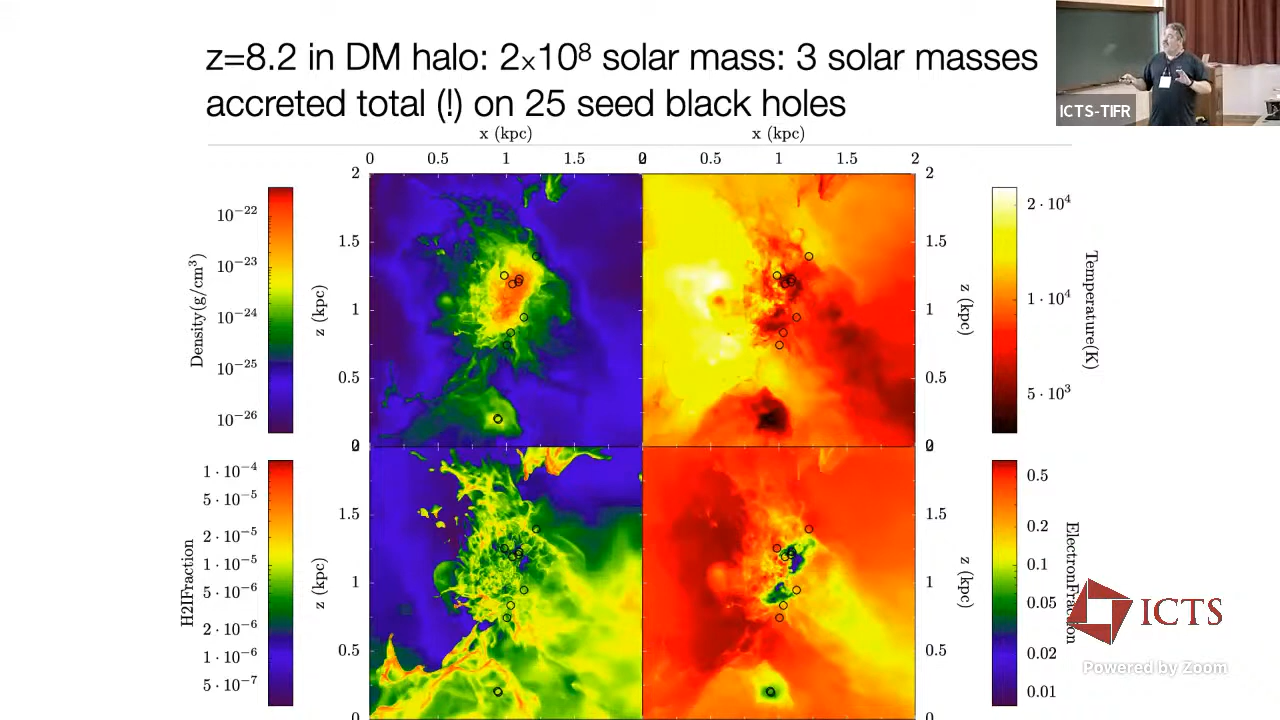 z=8.2 in DM halo: 2×10⁸ solar mass: 3 solar masses
accreted total (!) on 25 seed black holes
ICTS-TIFR
x (kpc) x (kpc)
0 0.5 1 1.5 2 0 0.5 1 1.5 2
Density(g/cm³)
10⁻²²
10⁻²³
10⁻²⁴
10⁻²⁵
10⁻²⁶
z (kpc)
2
1.5
1
0.5
0
2
1.5
1
0.5
0
z (kpc)
2 · 10⁴
1 · 10⁴
5 · 10³
Temperature(K)
H2IFraction
1 · 10⁻⁴
5 · 10⁻⁵
2 · 10⁻⁵
1 · 10⁻⁵
5 · 10⁻⁶
2 · 10⁻⁶
1 · 10⁻⁶
5 · 10⁻⁷
z (kpc)
2
1.5
1
0.5
0
2
1.5
1
0.5
0
z (kpc)
0.5
0.2
0.1
0.05
0.02
0.01
ElectronFraction
ICTS
Powered by Zoom